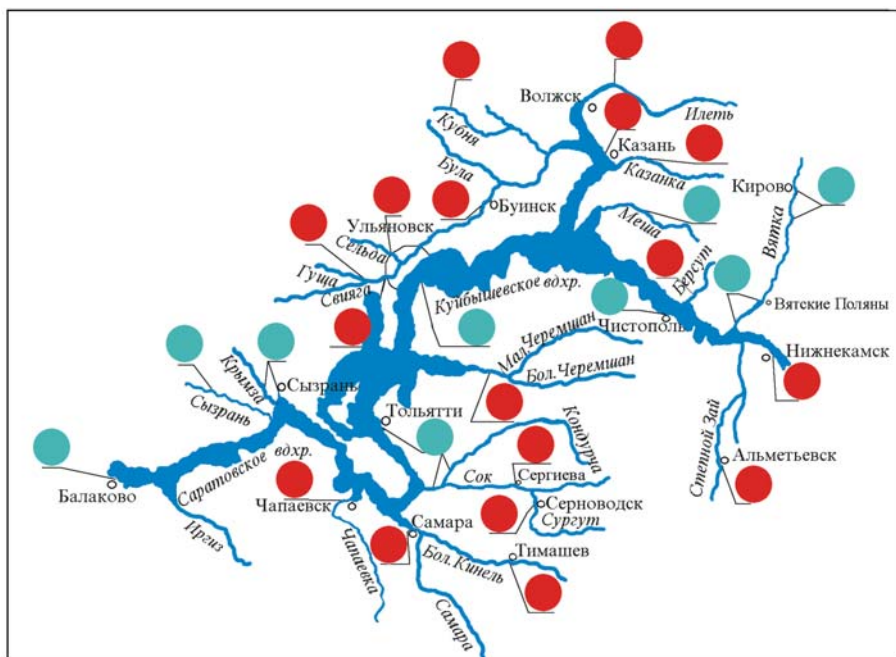 Волжск
Илеть
Кубня
Казань
Була
Казанка
Кирово
Буинск
Меша
Вятка
Ульяновск
Сельда
Берсут
Гуща
Свияга
Куйбышевское вдхр.
Чистополь
Вятские Поляны
Мал.Черемшан
Нижнекамск
Крымза
Сызрань
Бол.Черемшан
Сызрань
Тольятти
Кондурча
Степной Зай
Саратовское вдхр.
Альметьевск
Сок
Сергиева
Балаково
Чапаевск
Серноводск
Сургут
Иргиз
Самара
Чапаевка
Бол.Кинель
Тимашев
Самара